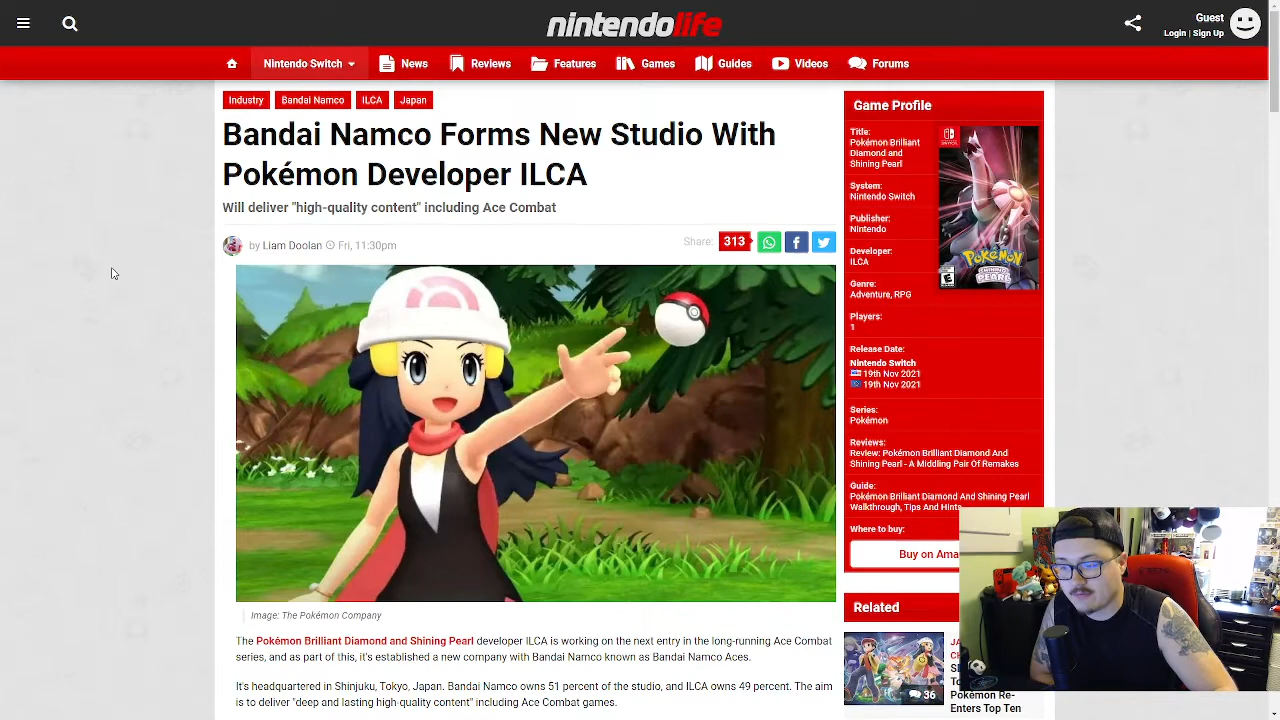 nintendolife
Guest
Login | Sign Up
Nintendo Switch
News
Reviews
Features
Games
Guides
Videos
Forums
Industry
Bandai Namco
ILCA
Japan
Bandai Namco Forms New Studio With
Pokémon Developer ILCA
Will deliver "high-quality content" including Ace Combat
by Liam Doolan Fri, 11:30pm
Share: 313
Image: The Pokémon Company
The Pokémon Brilliant Diamond and Shining Pearl developer ILCA is working on the next entry in the long-running Ace Combat
series, and as part of this, it's established a new company with Bandai Namco known as Bandai Namco Aces.
It's headquartered in Shinjuku, Tokyo, Japan. Bandai Namco owns 51 percent of the studio, and ILCA owns 49 percent. The aim
is to deliver "new and lasting high quality content" including Ace Combat games.
Game Profile
Title:
Pokémon Brilliant
Diamond and
Shining Pearl
System:
Nintendo Switch
Publisher:
Nintendo
Developer:
ILCA
Genre:
Adventure, RPG
Players:
1
Release Date:
Nintendo Switch
19th Nov 2021
19th Nov 2021
Series:
Pokémon
Reviews:
Review: Pokémon Brilliant Diamond And
Shining Pearl - A Middling Pair Of Remakes
Guide:
Pokémon Brilliant Diamond And Shining Pearl
Walkthrough, Tips And Hints
Where to buy:
Buy on Ama
SWITCH
Pokémon
SHINING
PEARL
E
Related
36
Pokémon Re-
Enters Top Ten